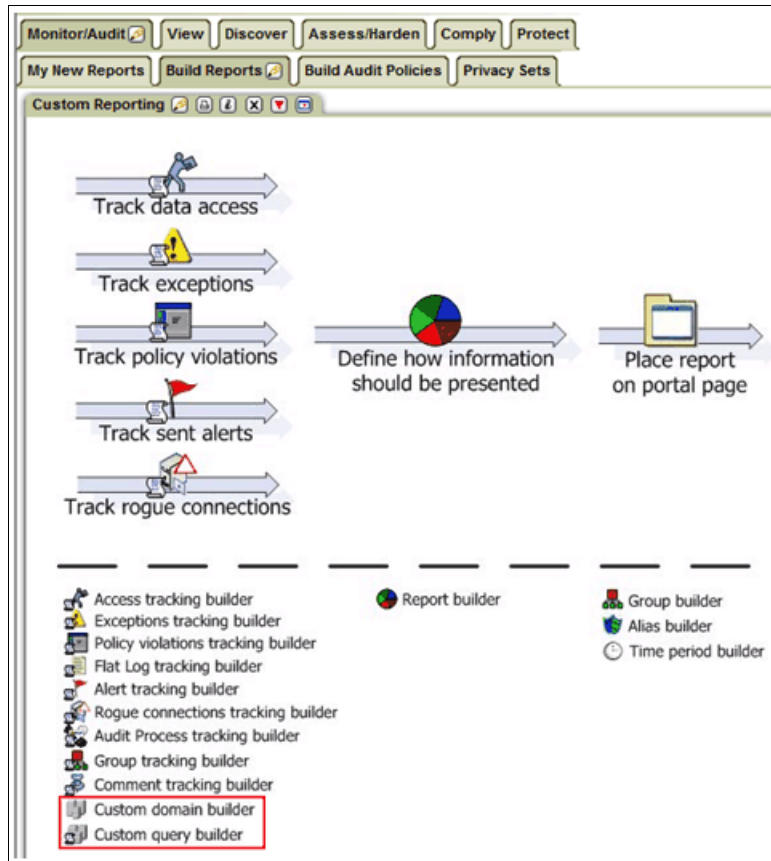 Monitor/Audit View Discover Assess/Harden Comply Protect
My New Reports Build Reports Build Audit Policies Privacy Sets
Custom Reporting
Track data access
Track exceptions
Track policy violations
Track sent alerts
Track rogue connections
Define how information
should be presented
Place report
on portal page
Access tracking builder
Exceptions tracking builder
Policy violations tracking builder
Flat Log tracking builder
Alert tracking builder
Rogue connections tracking builder
Audit Process tracking builder
Group tracking builder
Comment tracking builder
Custom domain builder
Custom query builder
Report builder
Group builder
Alias builder
Time period builder